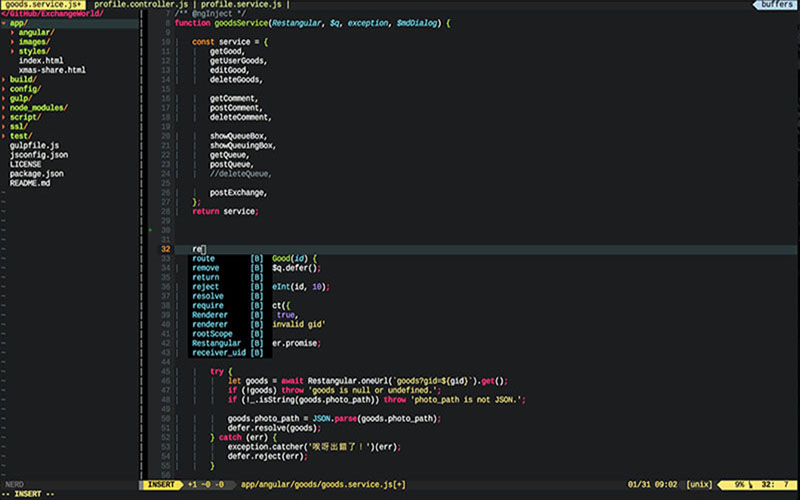 goods.service.js+ profile.controller.js | profile.service.js | buffers
</GitHub/ExchangeWorld/
app/
angular/
images/
styles/
index.html
xmas-share.html
build/
config/
gulp/
node_modules/
script/
ssl/
test/
gulpfile.js
jsconfig.json
LICENSE
package.json
README.md
7 /** @ngInject */
8 function goodsService(Restangular, $q, exception, $mdDialog) {
9
10 const service = {
11 getGood,
12 getUserGoods,
13 editGood,
14 deleteGoods,
15
16 getComment,
17 postComment,
18 deleteComment,
19
20 showQueueBox,
21 showQueuingBox,
22 getQueue,
23 postQueue,
24 //deleteQueue,
25
26 postExchange,
27 };
28 return service;
29
30
31
32 re
33 route [B] Good(id) {
34 remove [B] $q.defer();
35 return [B]
36 reject [B] eInt(id, 10);
37 resolve [B]
38 require [B] ct({
39 Renderer [B] true,
40 renderer [B] invalid gid'
41 rootScope [B]
42 Restangular [B] er.promise;
43 receiver_uid [B]
44
45 try {
46 let goods = await Restangular.oneUrl(`goods?gid=${gid}`).get();
47 if (!goods) throw 'goods is null or undefined.';
48 if (!_.isString(goods.photo_path)) throw 'photo_path is not JSON.';
49
50 goods.photo_path = JSON.parse(goods.photo_path);
51 defer.resolve(goods);
52 } catch (err) {
53 exception.catcher('唉呀出錯了！')(err);
54 defer.reject(err);
55 }
56
NERD INSERT +1 ~0 -0 app/angular/goods/goods.service.js[+] 01/31 09:02 [unix] 9% 32: 7
-- INSERT --